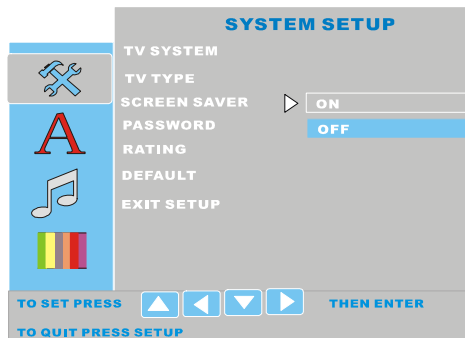 SYSTEM SETUP
TV SYSTEM
TV TYPE
SCREEN SAVER ON
PASSWORD OFF
RATING
DEFAULT
EXIT SETUP
A
TO SET PRESS THEN ENTER
TO QUIT PRESS SETUP